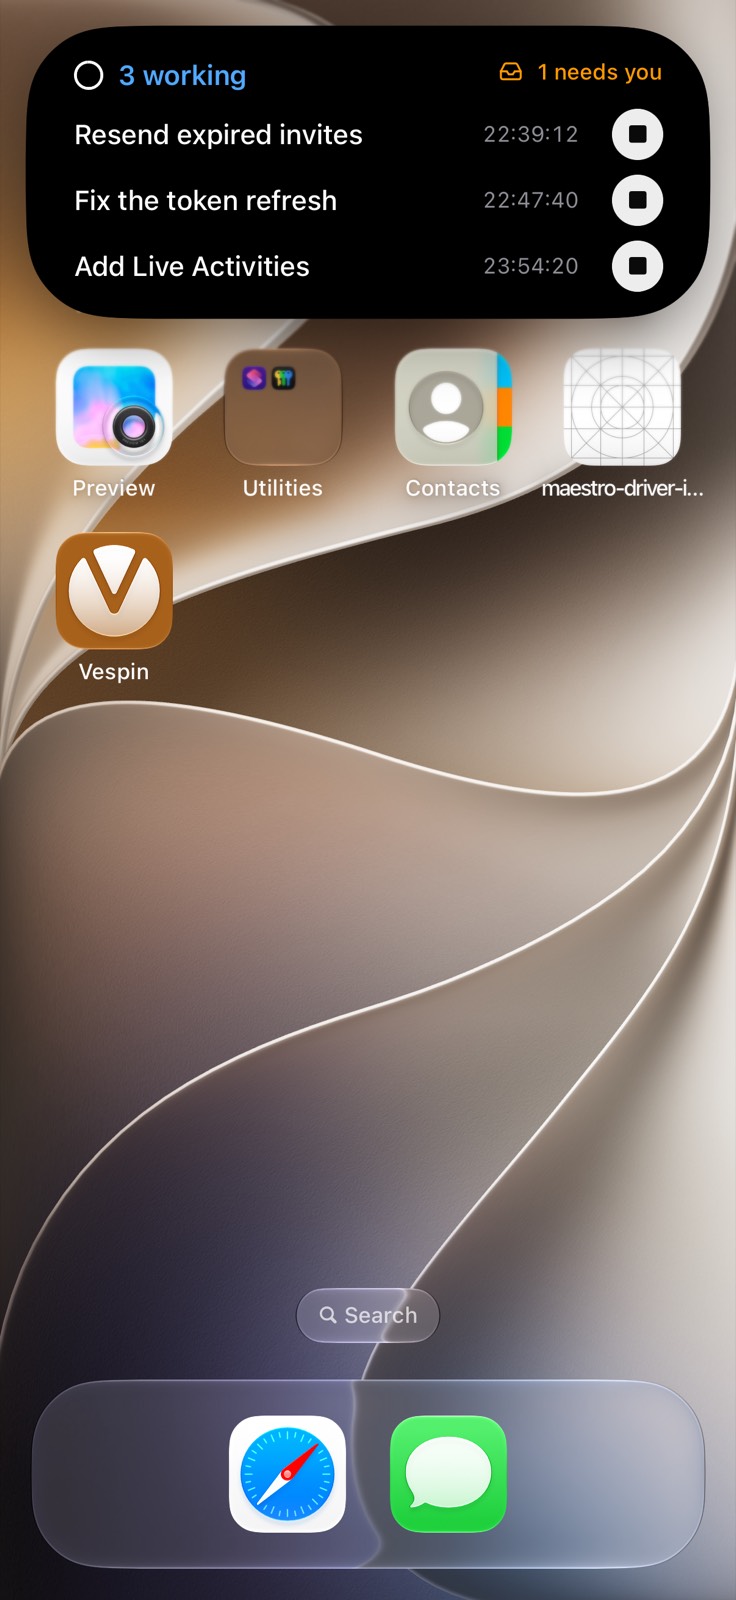 3 working
1 needs you
Resend expired invites 22:39:12
Fix the token refresh 22:47:40
Add Live Activities 23:54:20
Preview Utilities Contacts maestro-driver-i...
Vespin
Search